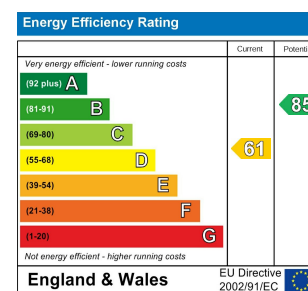 Energy Efficiency Rating
Current Potenti
Very energy efficient - lower running costs
(92 plus) A
(81-91) B
85
(69-80) C
61
(55-68) D
(39-54) E
(21-38) F
(1-20) G
Not energy efficient - higher running costs
England & Wales
EU Directive
2002/91/EC